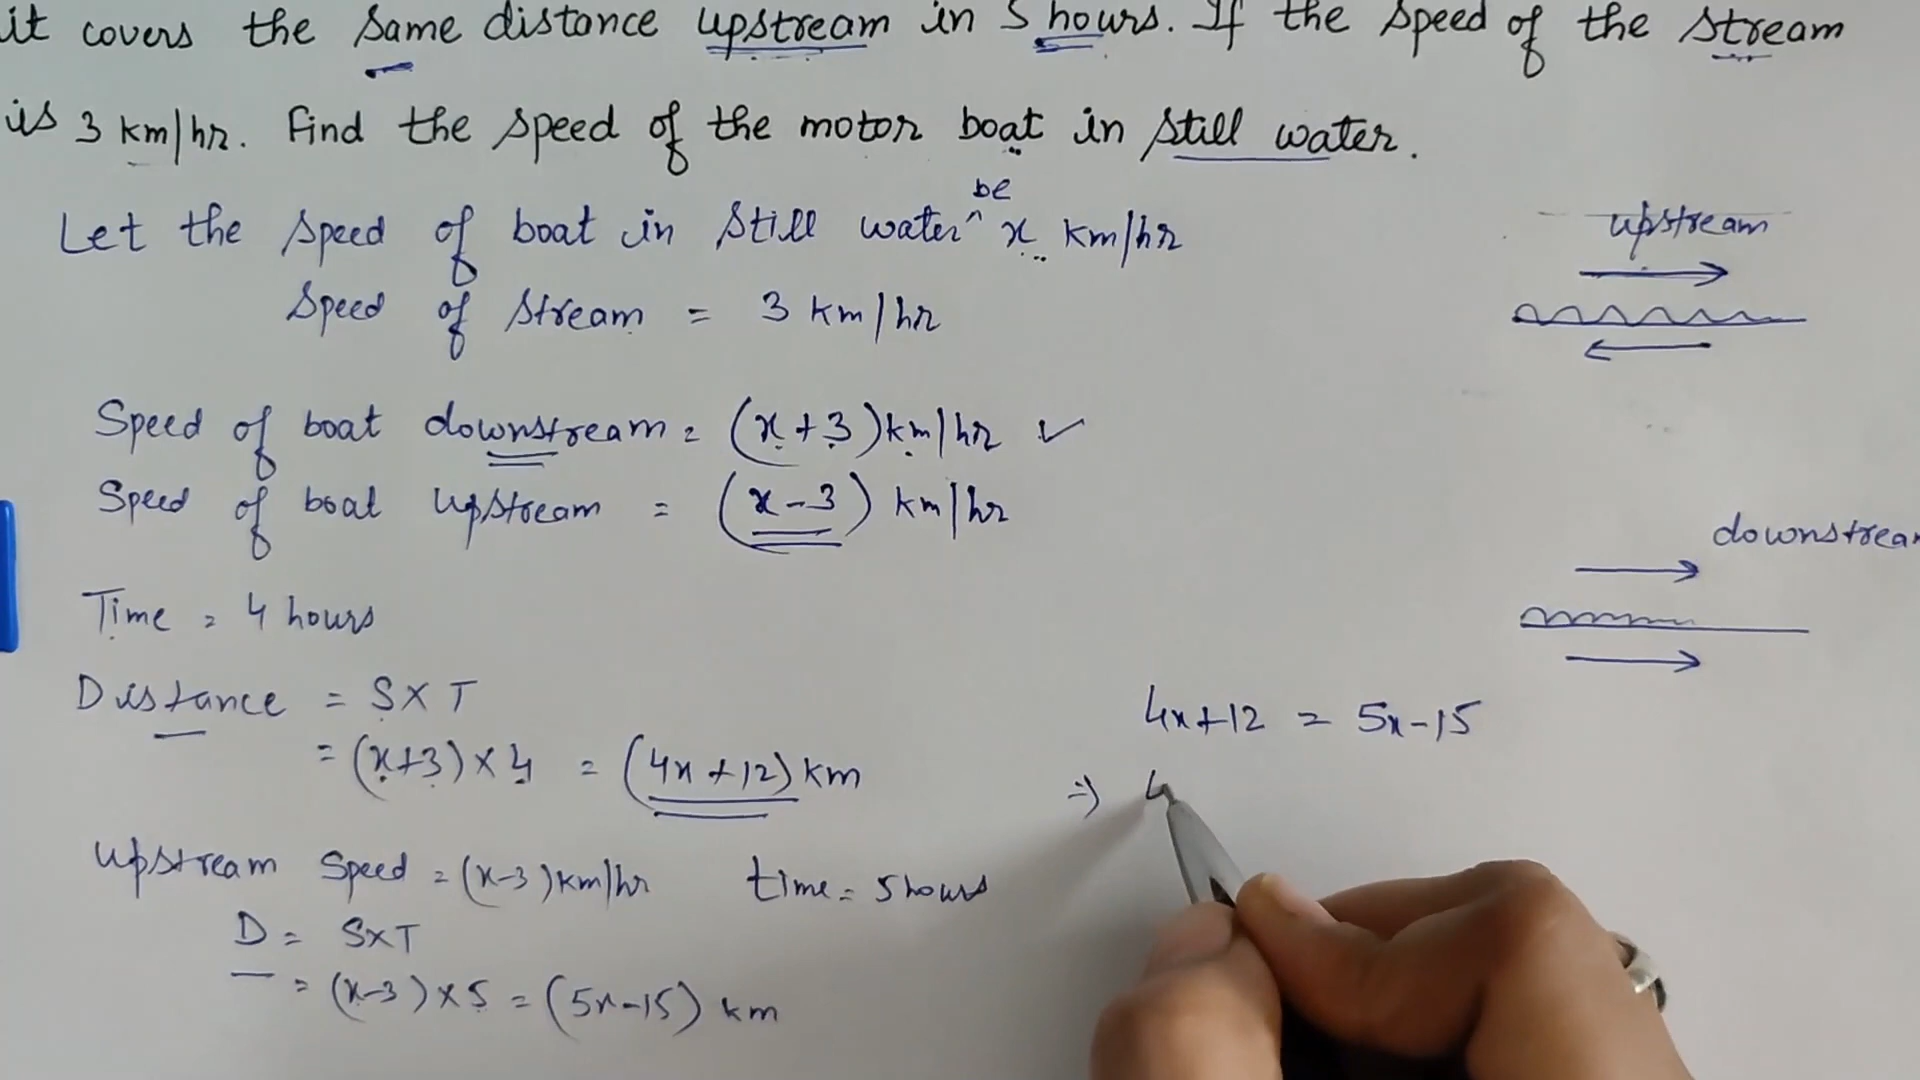 it covers the same distance upstream in 5 hours. If the speed of the stream
is 3 km/hr. Find the speed of the motor boat in still water.
be
Let the speed of boat in still water ^ x km/hr
upstream
Speed of stream = 3 km/hr
Speed of boat downstream = (x+3) km/hr ✓
Speed of boat upstream = (x-3) km/hr
downstream
Time = 4 hours
Distance = S×T
= (x+3)×4 = (4x+12) km
4x+12 = 5x-15
⇒ 4
Upstream Speed = (x-3) km/hr time = 5 hours
D = S×T
= (x-3)×5 = (5x-15) km